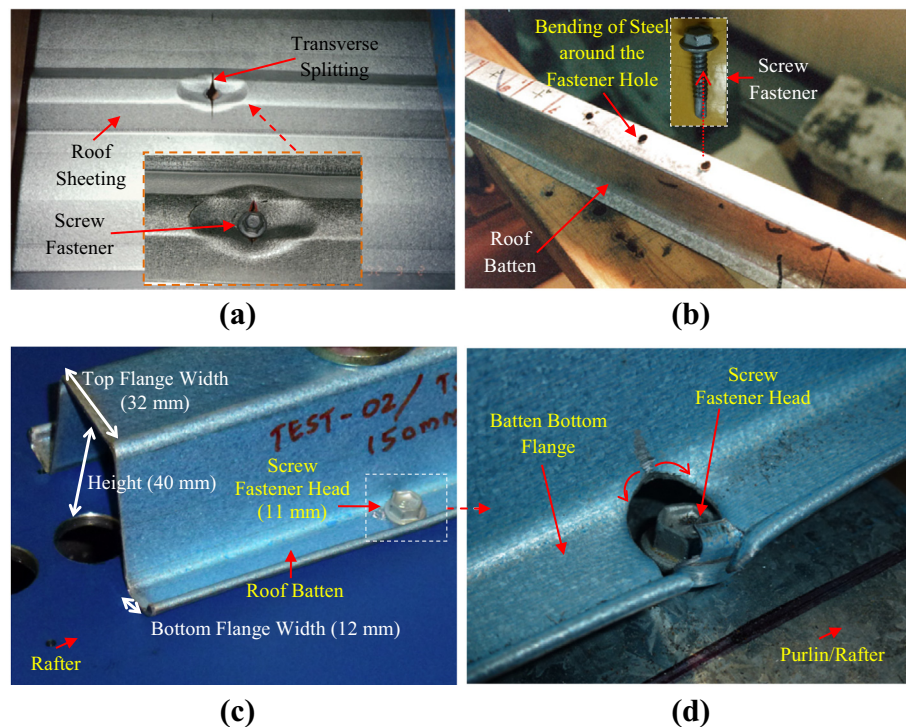 Transverse
Splitting
Roof
Sheeting
Screw
Fastener
(a)
Bending of Steel
around the
Fastener Hole
Screw
Fastener
Roof
Batten
(b)
Top Flange Width
(32 mm)
TEST-02/
150mm
Height (40 mm)
Screw
Fastener Head
(11 mm)
Roof Batten
Bottom Flange Width (12 mm)
Rafter
(c)
Screw
Fastener Head
Batten Bottom
Flange
Purlin/Rafter
(d)